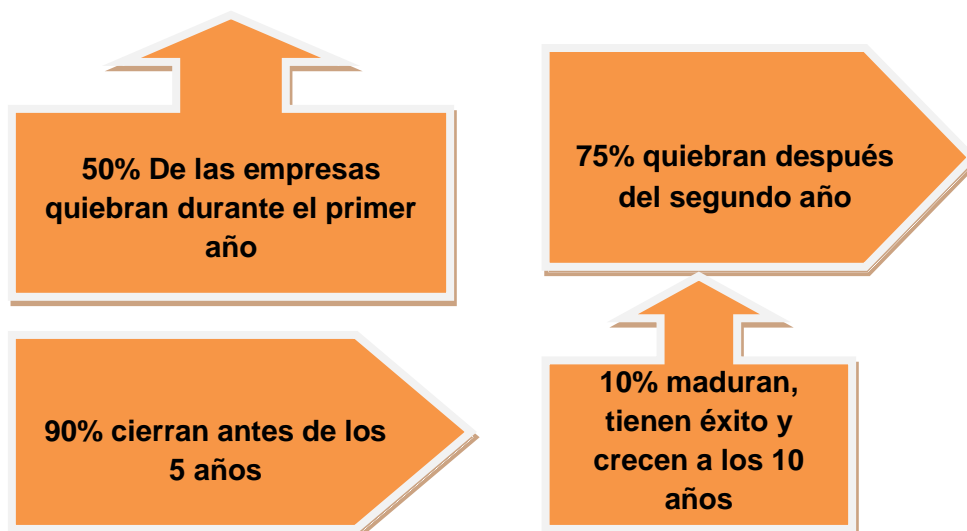 50% De las empresas
quiebran durante el primer
año
75% quiebran después
del segundo año
90% cierran antes de los
5 años
10% maduran,
tienen éxito y
crecen a los 10
años